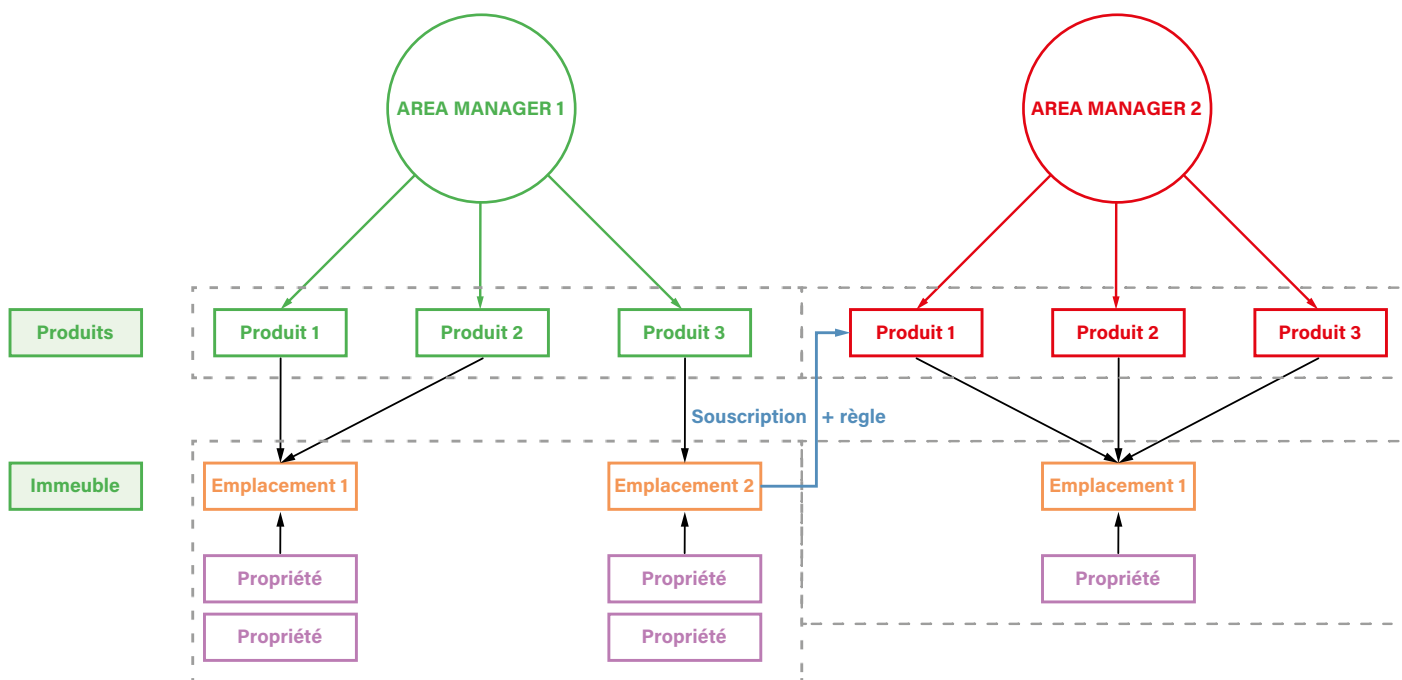 AREA MANAGER 1
AREA MANAGER 2
Produits
Produit 1
Produit 2
Produit 3
Produit 1
Produit 2
Produit 3
Souscription + règle
Immeuble
Emplacement 1
Emplacement 2
Emplacement 1
Propriété
Propriété
Propriété
Propriété
Propriété